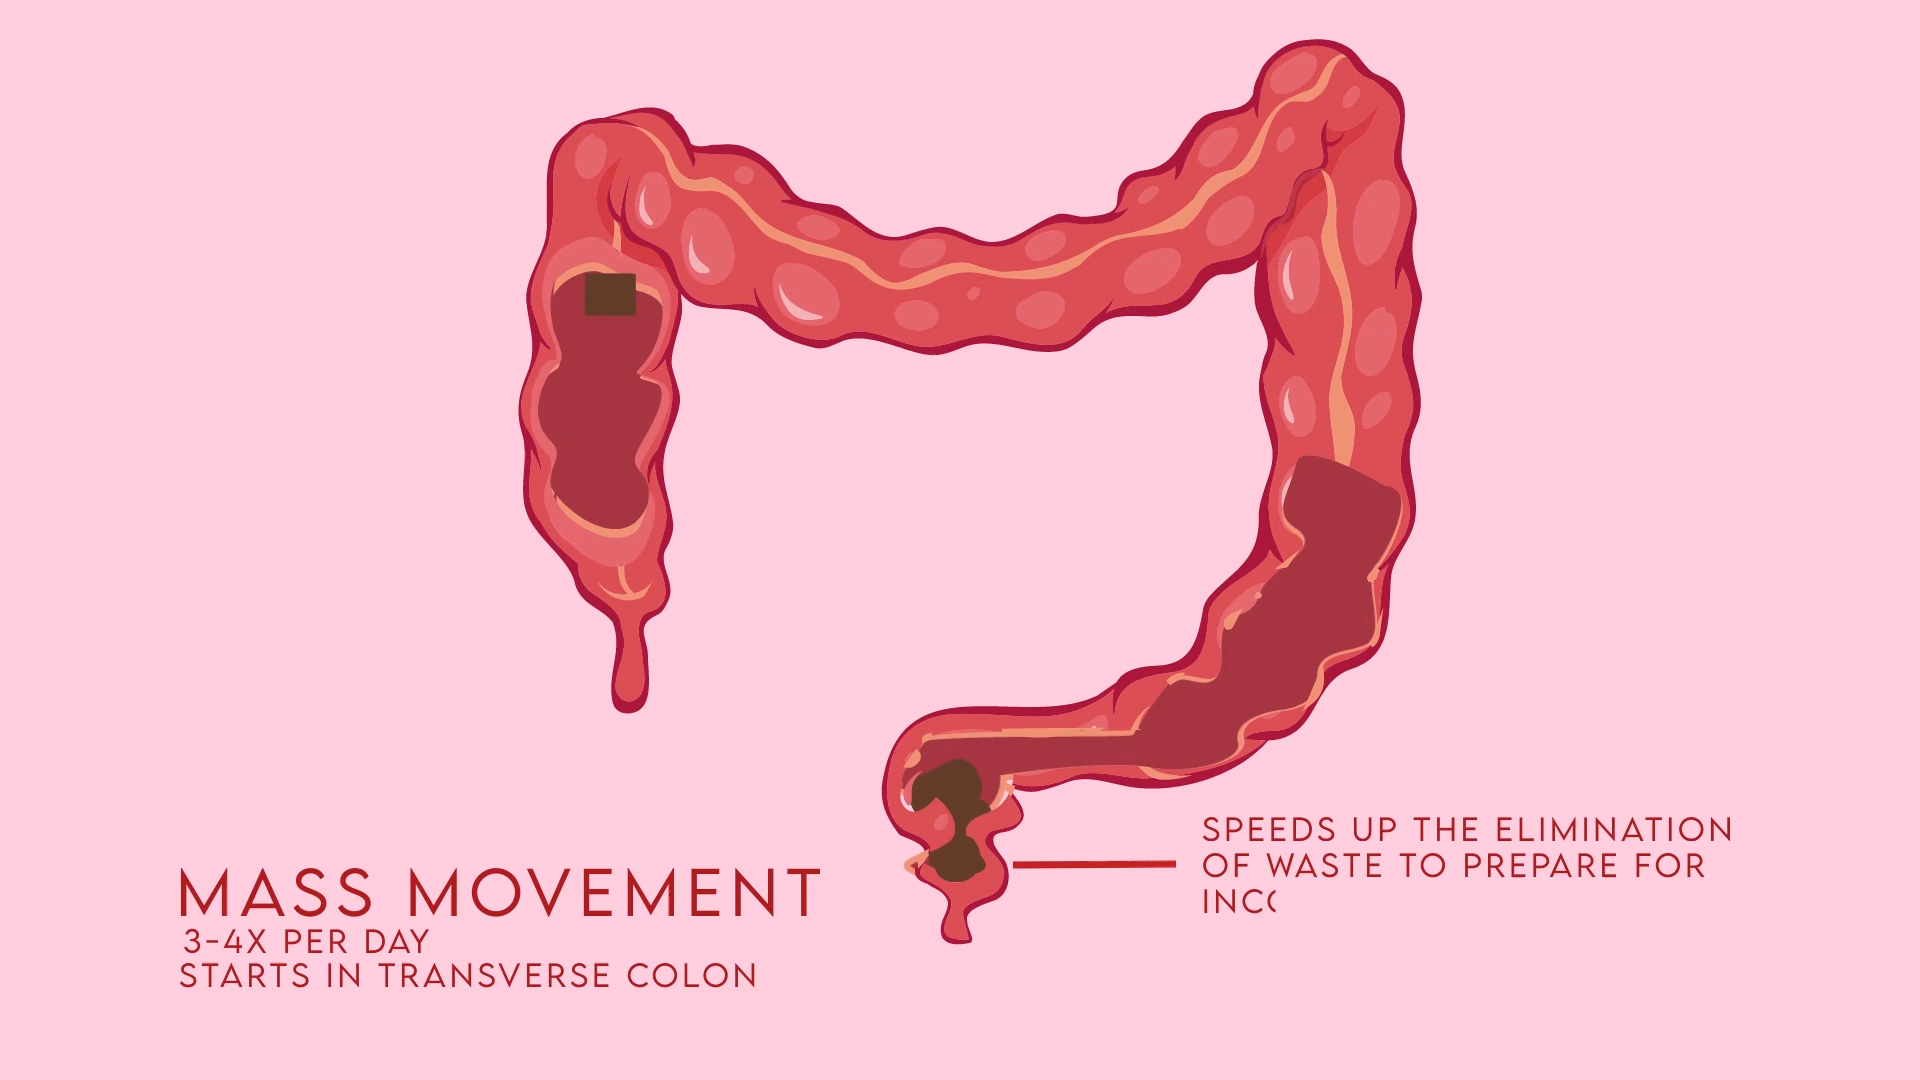 MASS MOVEMENT
3-4X PER DAY
STARTS IN TRANSVERSE COLON
SPEEDS UP THE ELIMINATION
OF WASTE TO PREPARE FOR